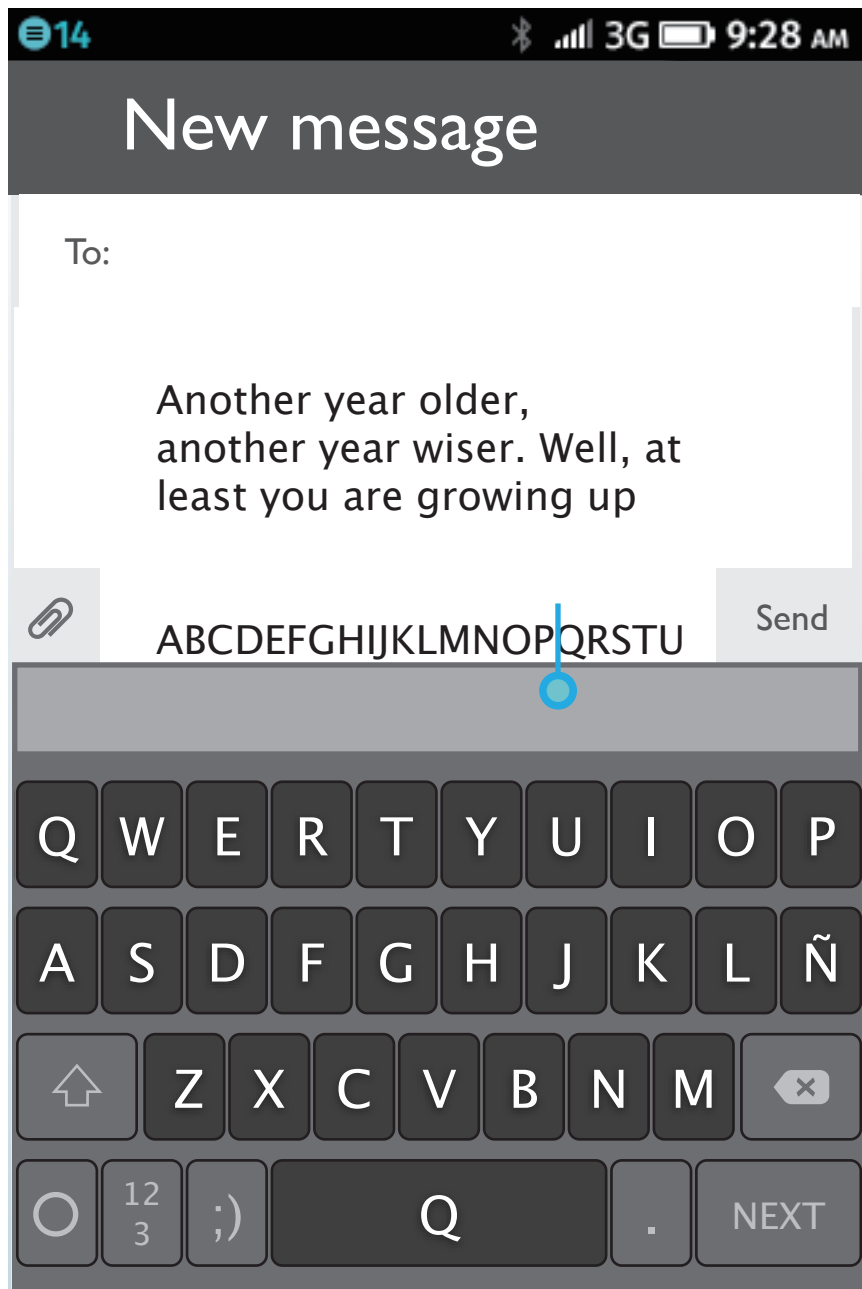 14 3G 9:28 AM
New message
To:
Another year older,
another year wiser. Well, at
least you are growing up
ABCDEFGHIJKLMNOPQRSTU
Send
Q W E R T Y U I O P
A S D F G H J K L Ñ
Z X C V B N M
12
3
;) Q . NEXT